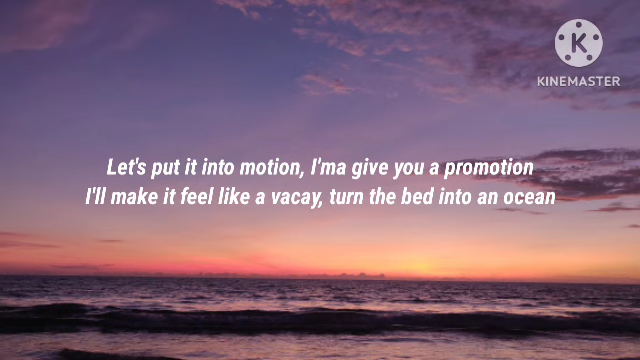 K
KINEMASTER
Let's put it into motion, I'ma give you a promotion
I'll make it feel like a vacay, turn the bed into an ocean